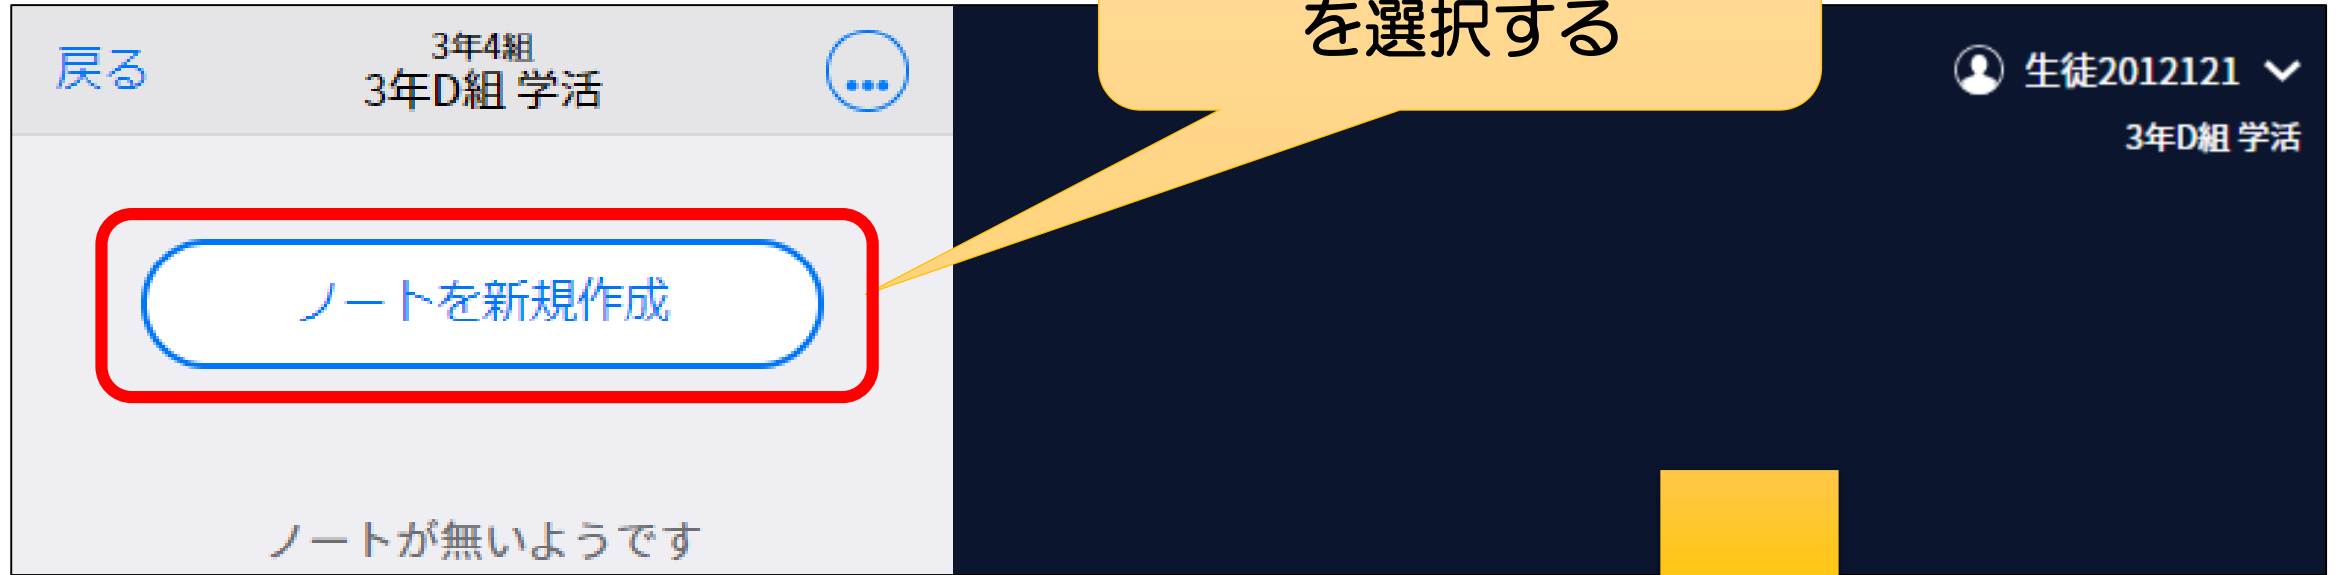 を選択する
戻る
3年4組
3年D組 学活
生徒2012121
3年D組 学活
ノートを新規作成
ノートが無いようです